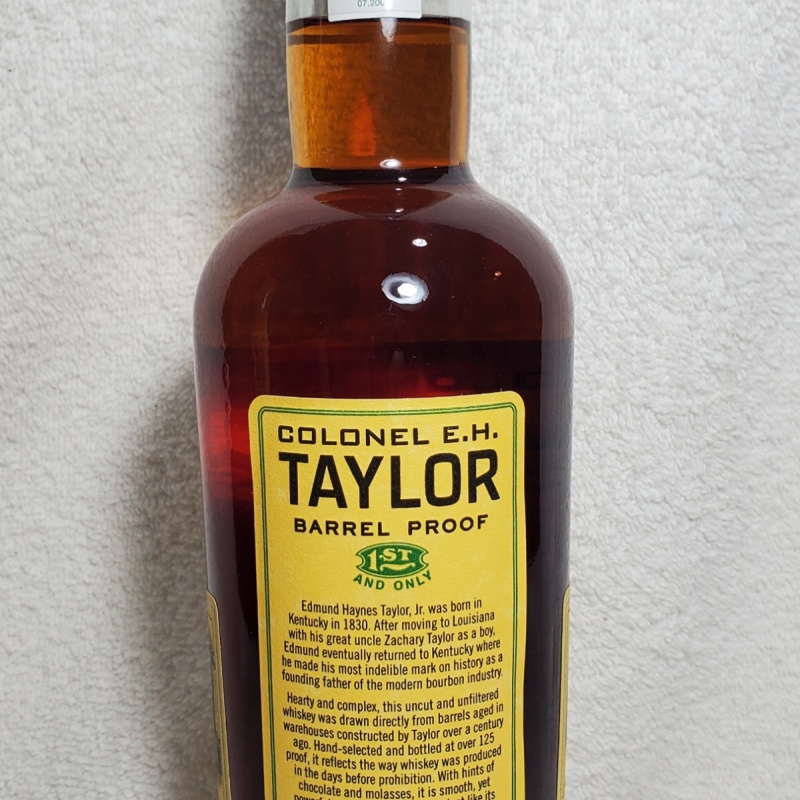 07.200
COLONEL E.H.
TAYLOR
BARREL PROOF
1ST
AND ONLY
Edmund Haynes Taylor, Jr. was born in
Kentucky in 1830. After moving to Louisiana
with his great uncle Zachary Taylor as a boy,
Edmund eventually returned to Kentucky where
he made his most indelible mark on history as a
founding father of the modern bourbon industry.
Hearty and complex, this uncut and unfiltered
whiskey was drawn directly from barrels aged in
warehouses constructed by Taylor over a century
ago. Hand-selected and bottled at over 125
proof, it reflects the way whiskey was produced
in the days before prohibition. With hints of
chocolate and molasses, it is smooth, yet
like its